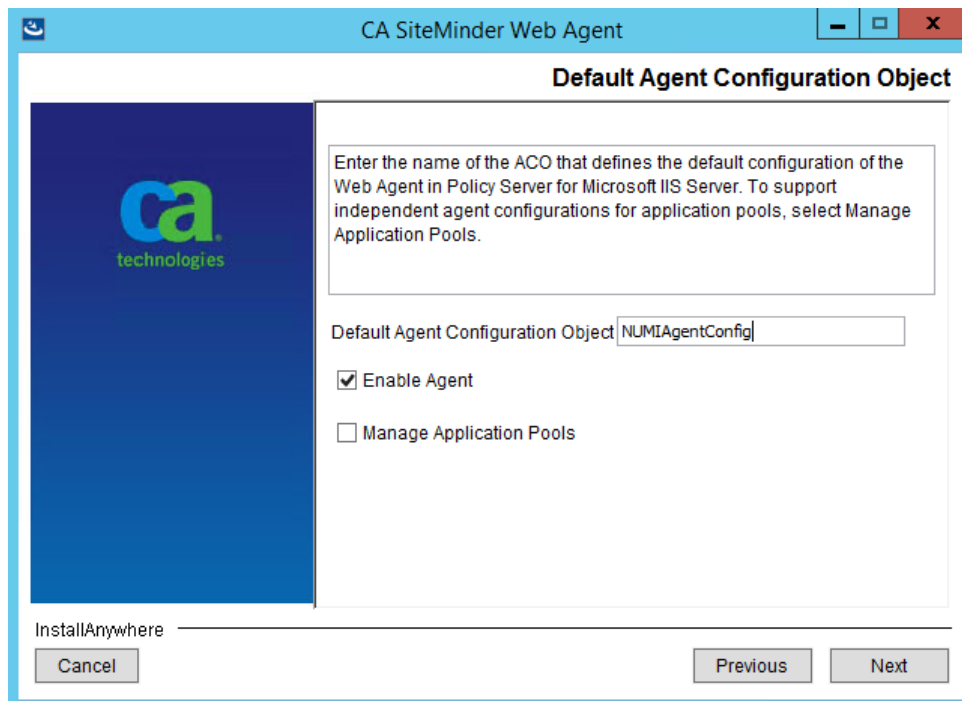 CA SiteMinder Web Agent
Default Agent Configuration Object
ca
technologies
Enter the name of the ACO that defines the default configuration of the
Web Agent in Policy Server for Microsoft IIS Server. To support
independent agent configurations for application pools, select Manage
Application Pools.
Default Agent Configuration Object NUMIAgentConfig
Enable Agent
Manage Application Pools
InstallAnywhere
Cancel Previous Next